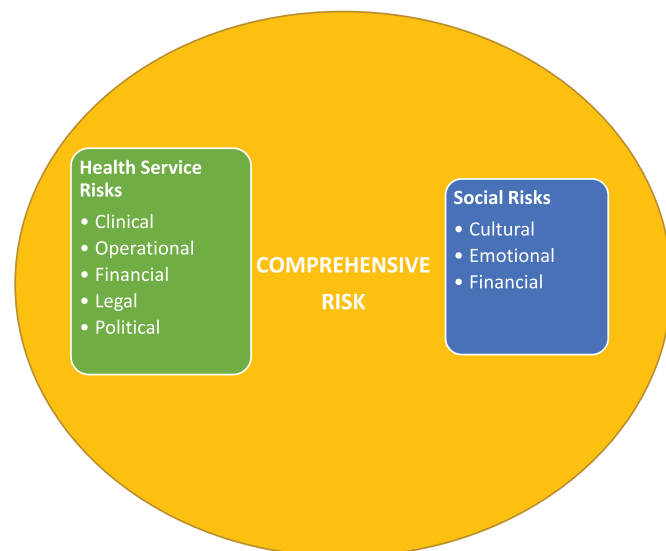 Health Service
Risks
• Clinical
• Operational
• Financial
• Legal
• Political
COMPREHENSIVE
RISK
Social Risks
• Cultural
• Emotional
• Financial